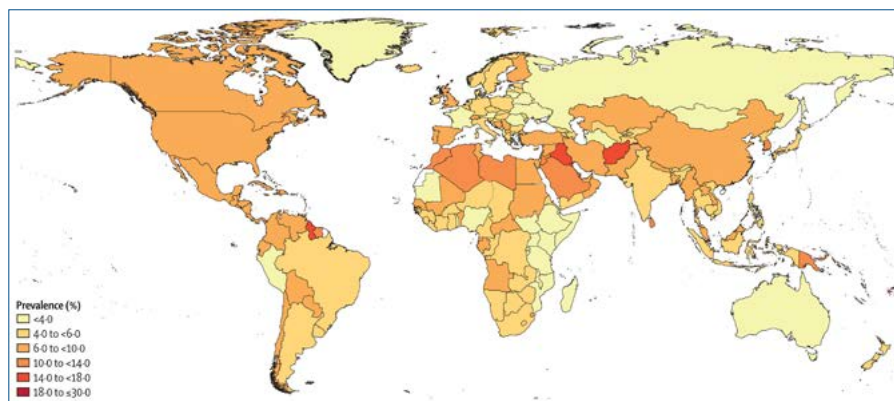 Prevalence (%)
<4·0
4·0 to <6·0
6·0 to <10·0
10·0 to <14·0
14·0 to <18·0
18·0 to ≤30·0